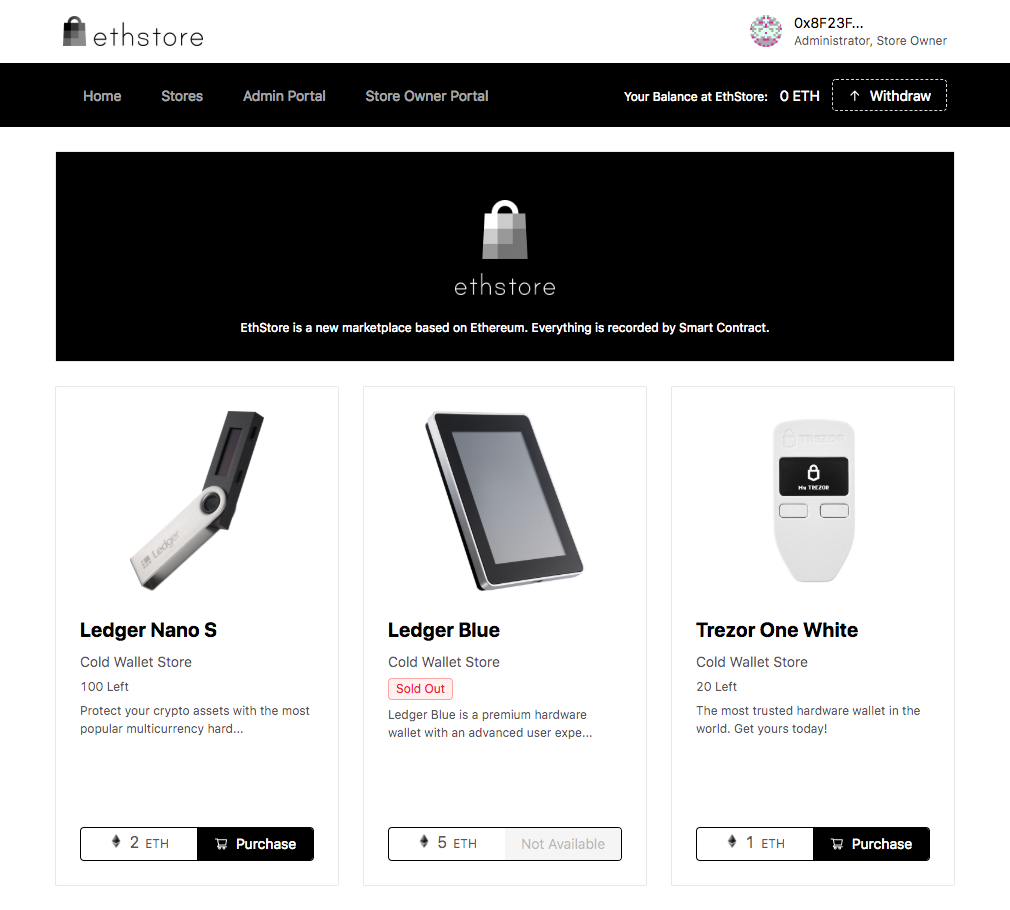 ethstore
0x8F23F...
Administrator, Store Owner
Home Stores Admin Portal Store Owner Portal Your Balance at EthStore: 0 ETH Withdraw
ethstore
EthStore is a new marketplace based on Ethereum. Everything is recorded by Smart Contract.
Ledger
TREZOR
My TREZOR
Ledger Nano S
Cold Wallet Store
100 Left
Protect your crypto assets with the most
popular multicurrency hard...
2 ETH Purchase
Ledger Blue
Cold Wallet Store
Sold Out
Ledger Blue is a premium hardware
wallet with an advanced user expe...
5 ETH Not Available
Trezor One White
Cold Wallet Store
20 Left
The most trusted hardware wallet in the
world. Get yours today!
1 ETH Purchase